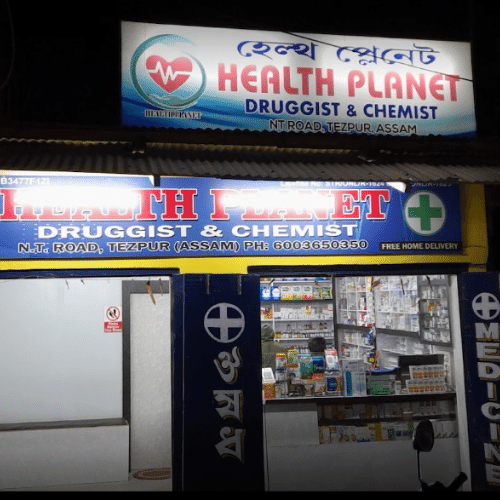 হেল্থ প্লেনেট
HEALTH PLANET
DRUGGIST & CHEMIST
N.T ROAD, TEZPUR, ASSAM
HEALTH PLANET
HEALTH PLANET
DRUGGIST & CHEMIST
N.T. ROAD, TEZPUR (ASSAM) PH: 6003650350
FREE HOME DELIVERY
ঔষধ
MEDICINE